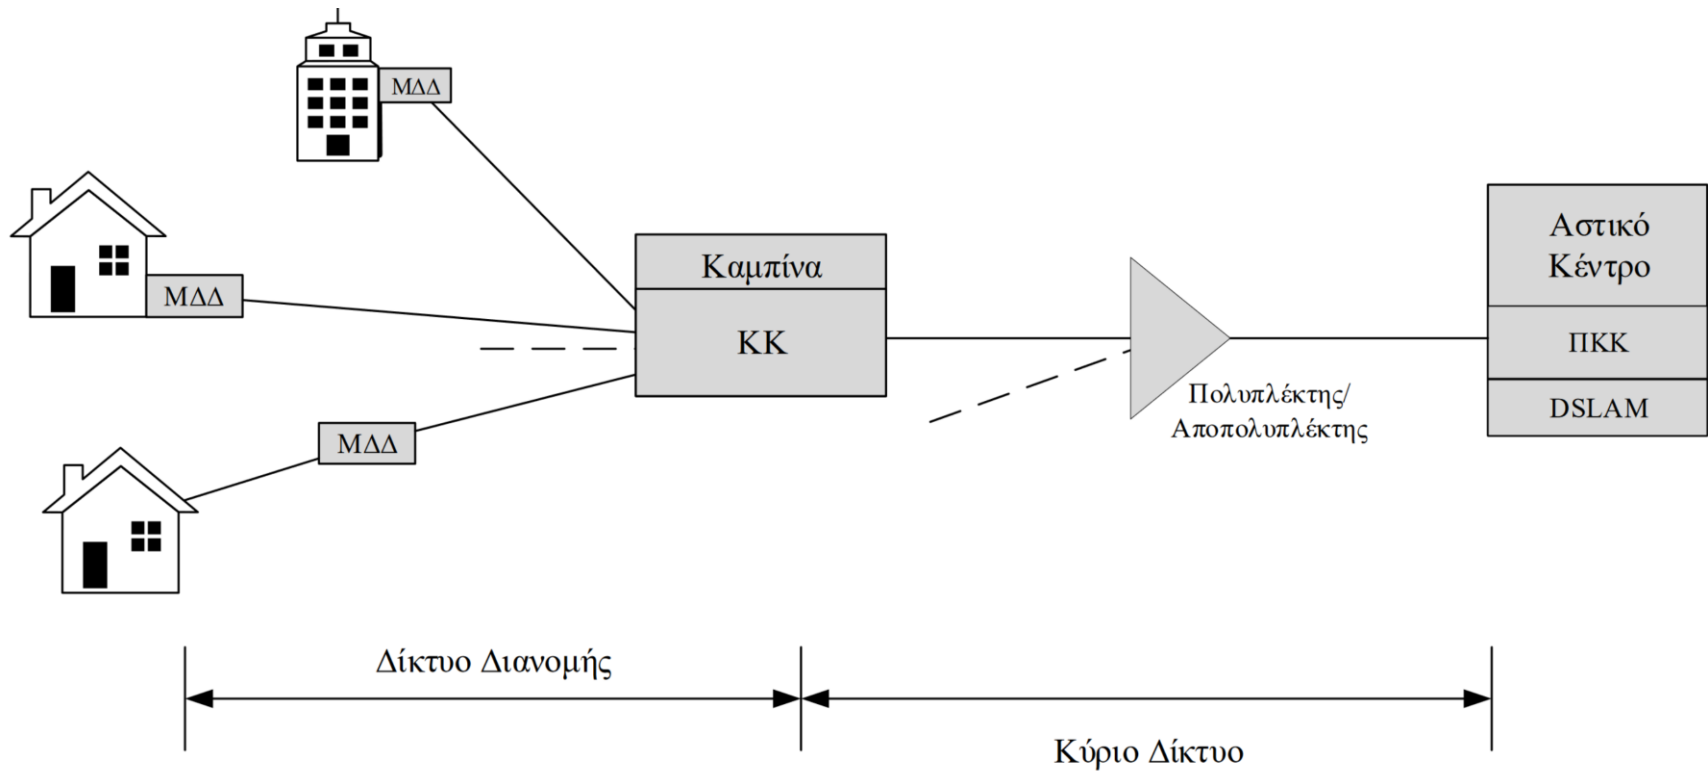 ΜΔΔ
ΜΔΔ
ΜΔΔ
Καμπίνα
ΚΚ
Πολυπλέκτης/
Αποπολυπλέκτης
Αστικό
Κέντρο
ΠΚΚ
DSLAM
Δίκτυο Διανομής
Κύριο Δίκτυο